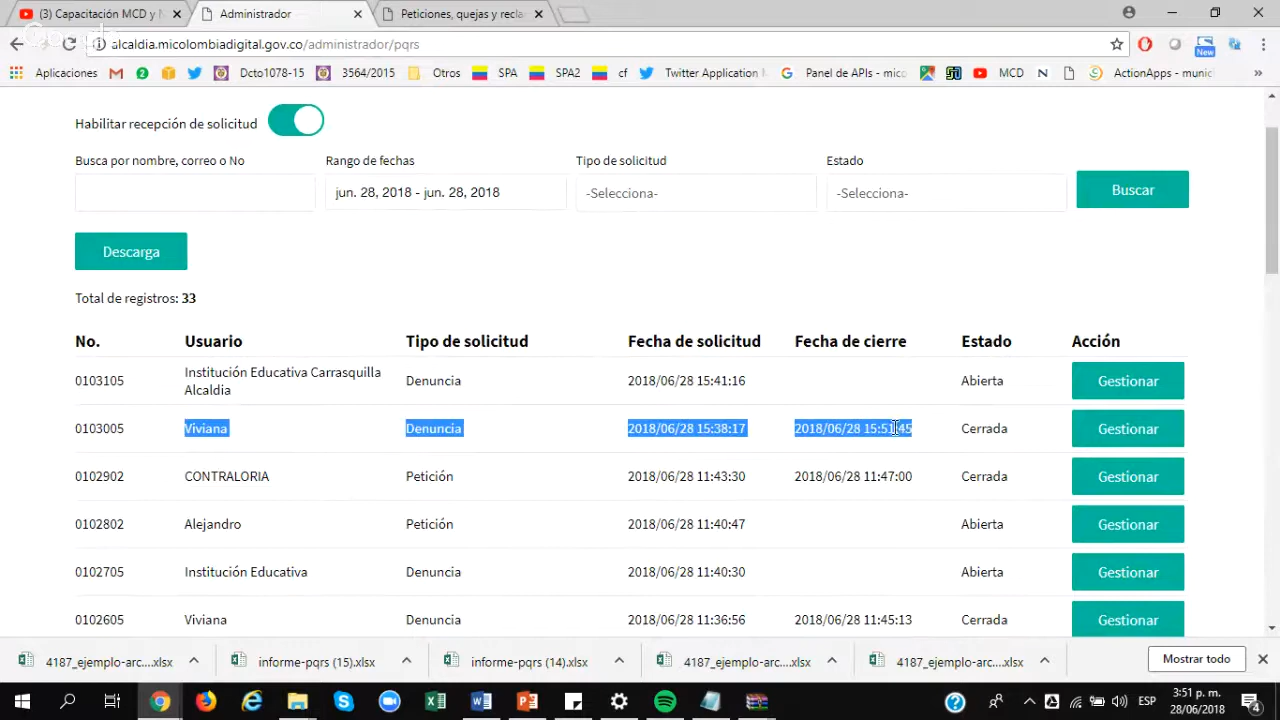 (3) Capacitación MCD y N
Administrador
Peticiones, quejas y recla
Google
alcaldia.micolombiadigital.gov.co/administrador/pqrs
New
Aplicaciones
2
Dcto1078-15
3564/2015
Otros
SPA
SPA2
cf
Twitter Application
Panel de APIs - mico
MCD
N
ActionApps - munic
»
Habilitar recepción de solicitud
Busca por nombre, correo o No
Rango de fechas
Tipo de solicitud
Estado
jun. 28, 2018 - jun. 28, 2018
-Selecciona-
-Selecciona-
Buscar
Descarga
Total de registros: 33
No. Usuario Tipo de solicitud Fecha de solicitud Fecha de cierre Estado Acción
0103105 Institución Educativa Carrasquilla Alcaldia Denuncia 2018/06/28 15:41:16 Abierta Gestionar
0103005 Viviana Denuncia 2018/06/28 15:38:17 2018/06/28 15:51:45 Cerrada Gestionar
0102902 CONTRALORIA Petición 2018/06/28 11:43:30 2018/06/28 11:47:00 Cerrada Gestionar
0102802 Alejandro Petición 2018/06/28 11:40:47 Abierta Gestionar
0102705 Institución Educativa Denuncia 2018/06/28 11:40:30 Abierta Gestionar
0102605 Viviana Denuncia 2018/06/28 11:36:56 2018/06/28 11:45:13 Cerrada Gestionar
4187_ejemplo-arc....xlsx
informe-pqrs (15).xlsx
informe-pqrs (14).xlsx
4187_ejemplo-arc....xlsx
4187_ejemplo-arc....xlsx
Mostrar todo
ESP
3:51 p. m.
28/06/2018
4